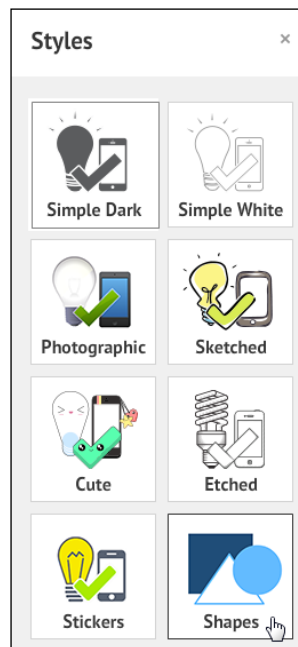 Styles ×
Simple Dark
Simple White
Photographic
Sketched
Cute
Etched
Stickers
Shapes